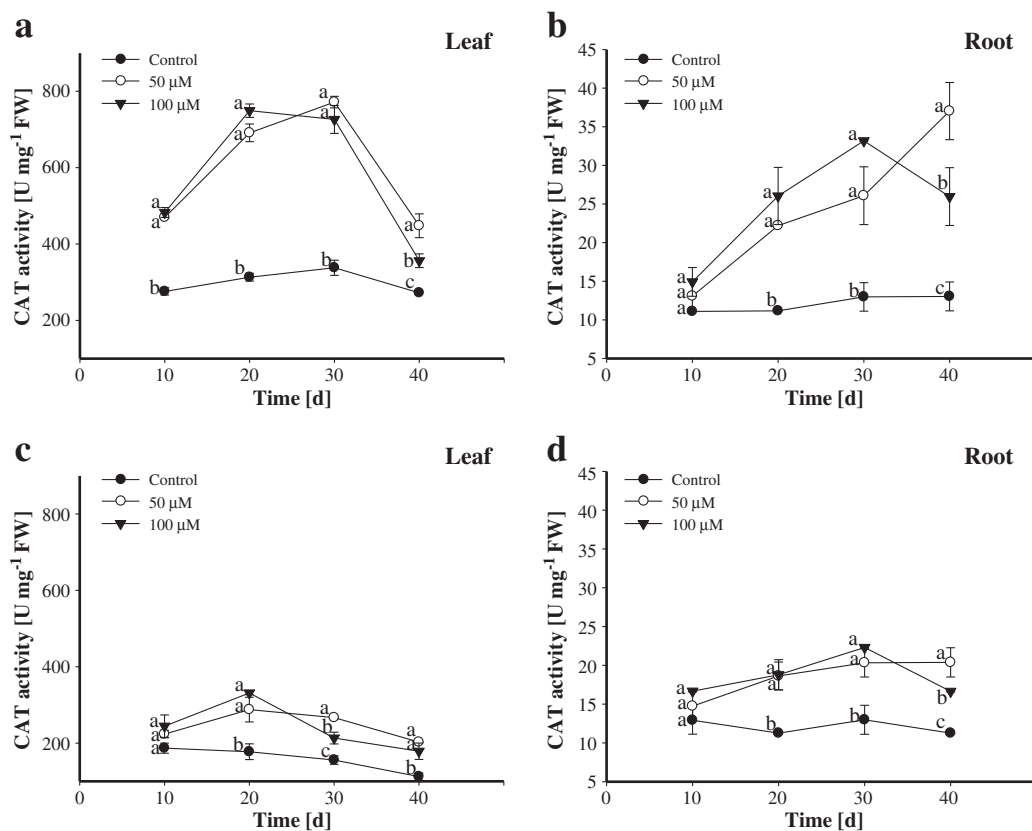 a
Leaf
Control
50 μM
100 μM
800
600
400
200
CAT activity [U mg-1 FW]
a
a
b
a
a
b
a
a
b
a
b
c
0
10
20
30
40
Time [d]
b
Root
Control
50 μM
100 μM
45
40
35
30
25
20
15
10
5
CAT activity [U mg-1 FW]
a
a
a
a
a
b
a
a
b
a
b
c
0
10
20
30
40
Time [d]
c
Leaf
Control
50 μM
100 μM
800
600
400
200
CAT activity [U mg-1 FW]
a
a
a
a
a
b
a
b
c
a
a
b
0
10
20
30
40
Time [d]
d
Root
Control
50 μM
100 μM
45
40
35
30
25
20
15
10
5
CAT activity [U mg-1 FW]
a
a
a
a
a
b
a
a
b
a
b
c
0
10
20
30
40
Time [d]